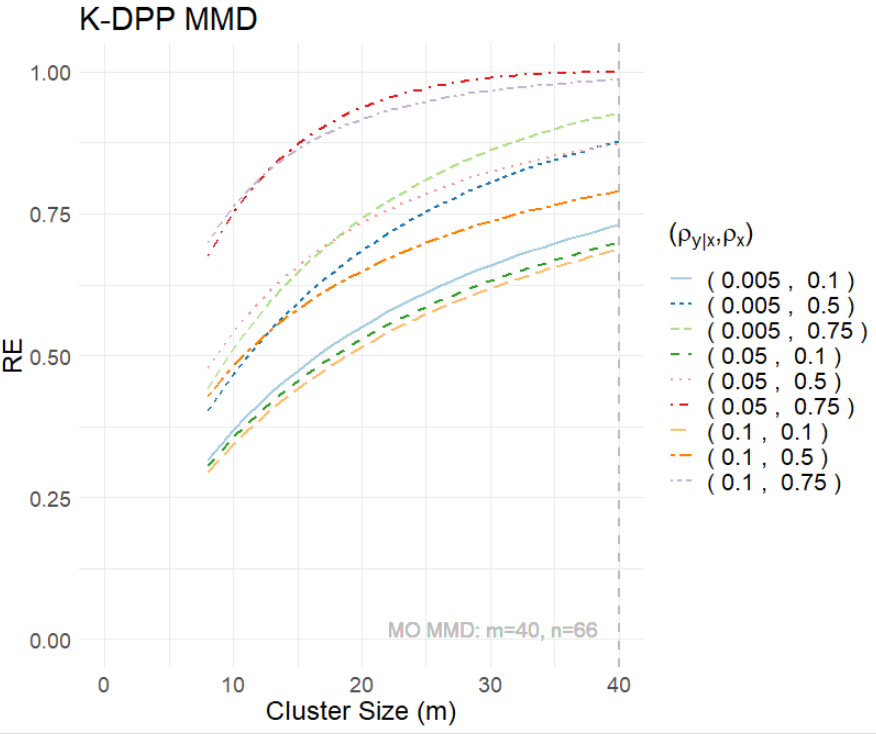 K-DPP MMD
1.00
0.75
0.50
0.25
0.00
RE
MO MMD: m=40, n=66
0 10 20 30 40
Cluster Size (m)
(ρy|x,ρx)
( 0.005 , 0.1 )
( 0.005 , 0.5 )
( 0.005 , 0.75 )
( 0.05 , 0.1 )
( 0.05 , 0.5 )
( 0.05 , 0.75 )
( 0.1 , 0.1 )
( 0.1 , 0.5 )
( 0.1 , 0.75 )